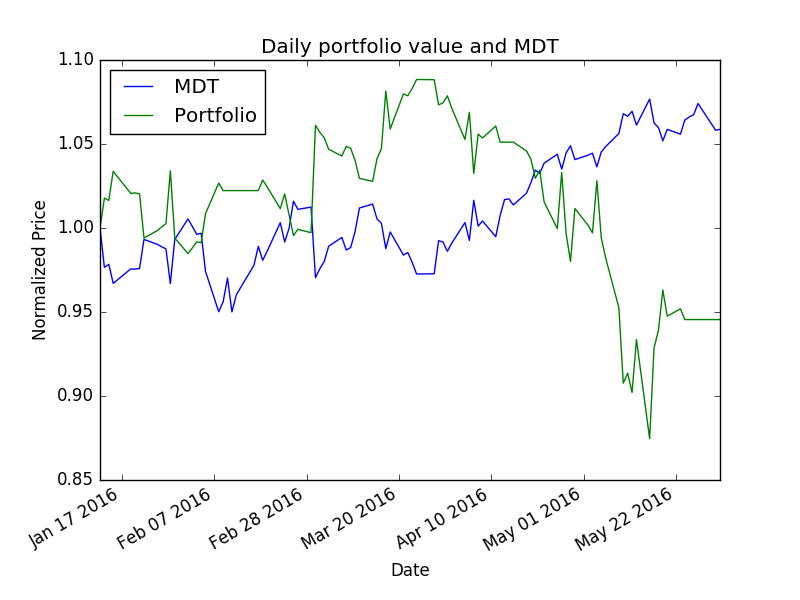 Daily portfolio value and MDT
MDT
Portfolio
1.10
1.05
1.00
0.95
0.90
0.85
Normalized Price
Jan 17 2016
Feb 07 2016
Feb 28 2016
Mar 20 2016
Apr 10 2016
May 01 2016
May 22 2016
Date